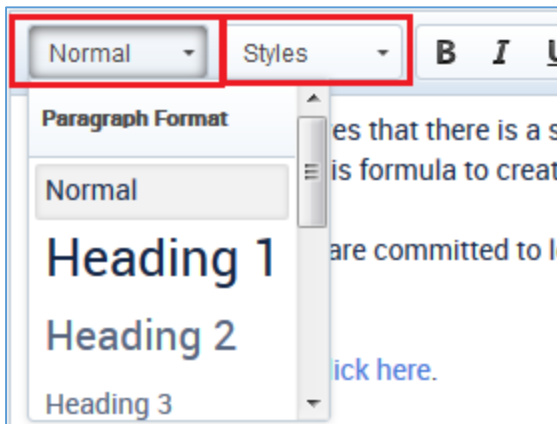 Normal Styles B I U
Paragraph Format
es that there is a s
Normal
is formula to creat
Heading 1
are committed to l
Heading 2
ick here.
Heading 3